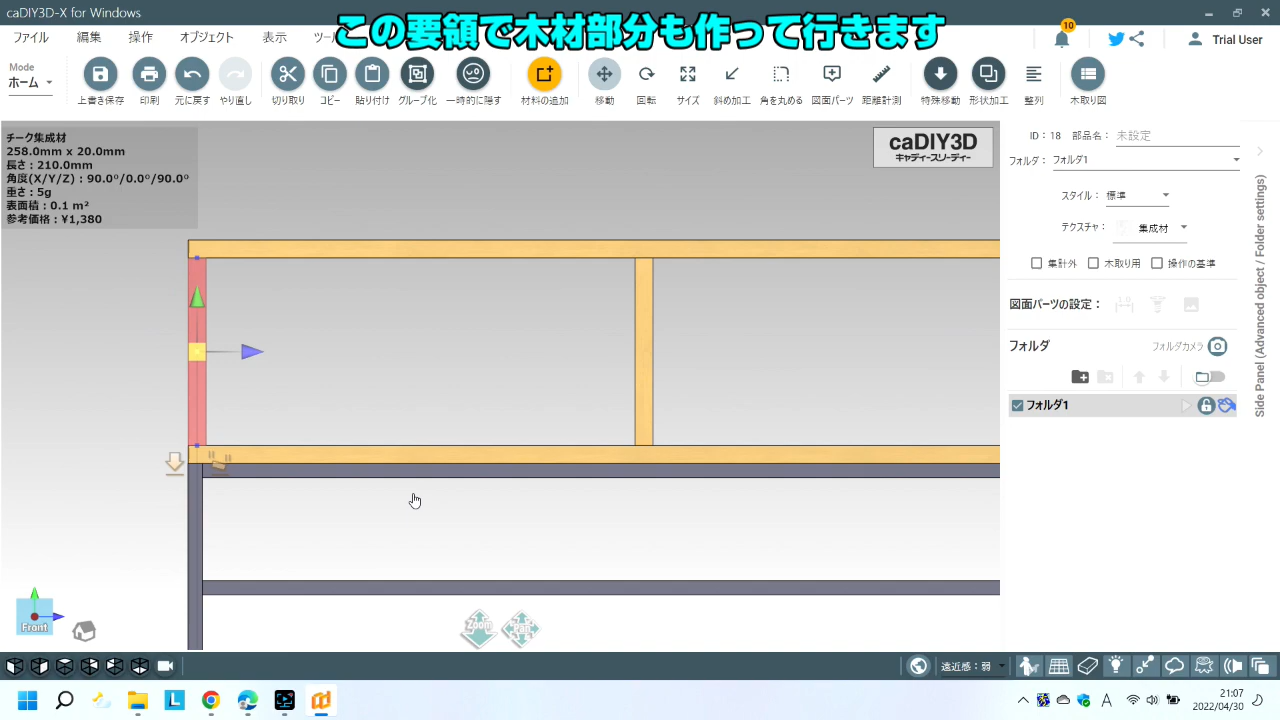 caDIY3D-X for Windows
この要領で木材部分も作って行きます
ファイル 編集 操作 オブジェクト 表示 ツー
10
Trial User
Mode
ホーム
上書き保存 印刷 元に戻す やり直し 切り取り コピー 貼り付け グループ化 一時的に隠す 材料の追加 移動 回転 サイズ 斜め加工 角を丸める 図面パーツ 距離計測 特殊移動 形状加工 整列 木取り図
チーク集成材
258.0mm x 20.0mm
長さ : 210.0mm
角度(X/Y/Z) : 90.0°/0.0°/90.0°
重さ : 5g
表面積 : 0.1 m²
参考価格 : ¥1,380
caDIY3D
キャディースリーディー
ID : 18 部品名 : 未設定
フォルダ : フォルダ1
スタイル : 標準
テクスチャ : 集成材
集計外 木取り用 操作の基準
図面パーツの設定 :
1.0
フォルダ フォルダカメラ
フォルダ1
Side Panel (Advanced object / Folder settings)
Front
Zoom Pan
遠近感 : 弱
L
A
21:07
2022/04/30